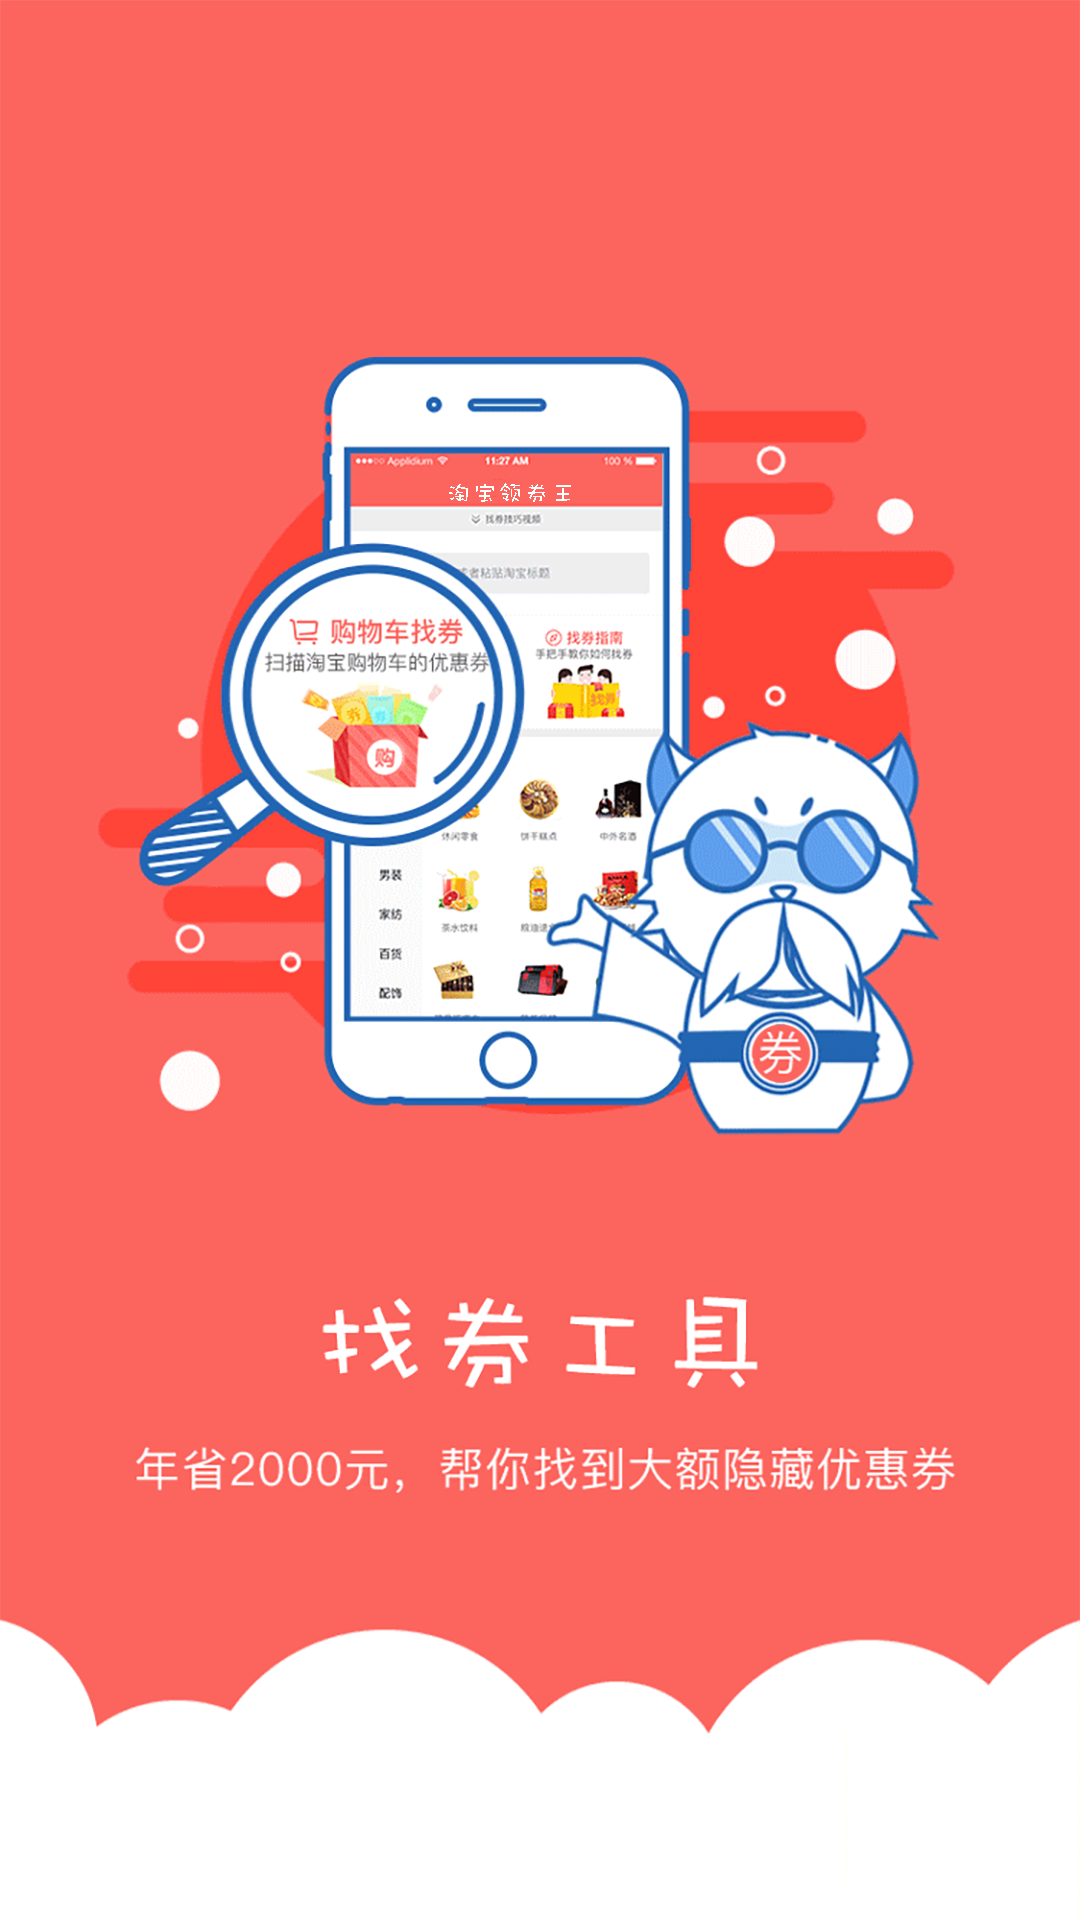 Applidium 11:27 AM 100 %
淘宝领券王
找券技巧视频
者粘贴淘宝标题
购物车找券
扫描淘宝购物车的优惠券
券
券
购
找券指南
手把手教你如何找券
找券
休闲零食 饼干糕点 中外名酒
男装
家纺
茶水饮料 粮油速
百货
配饰
券
找券工具
年省2000元，帮你找到大额隐藏优惠券